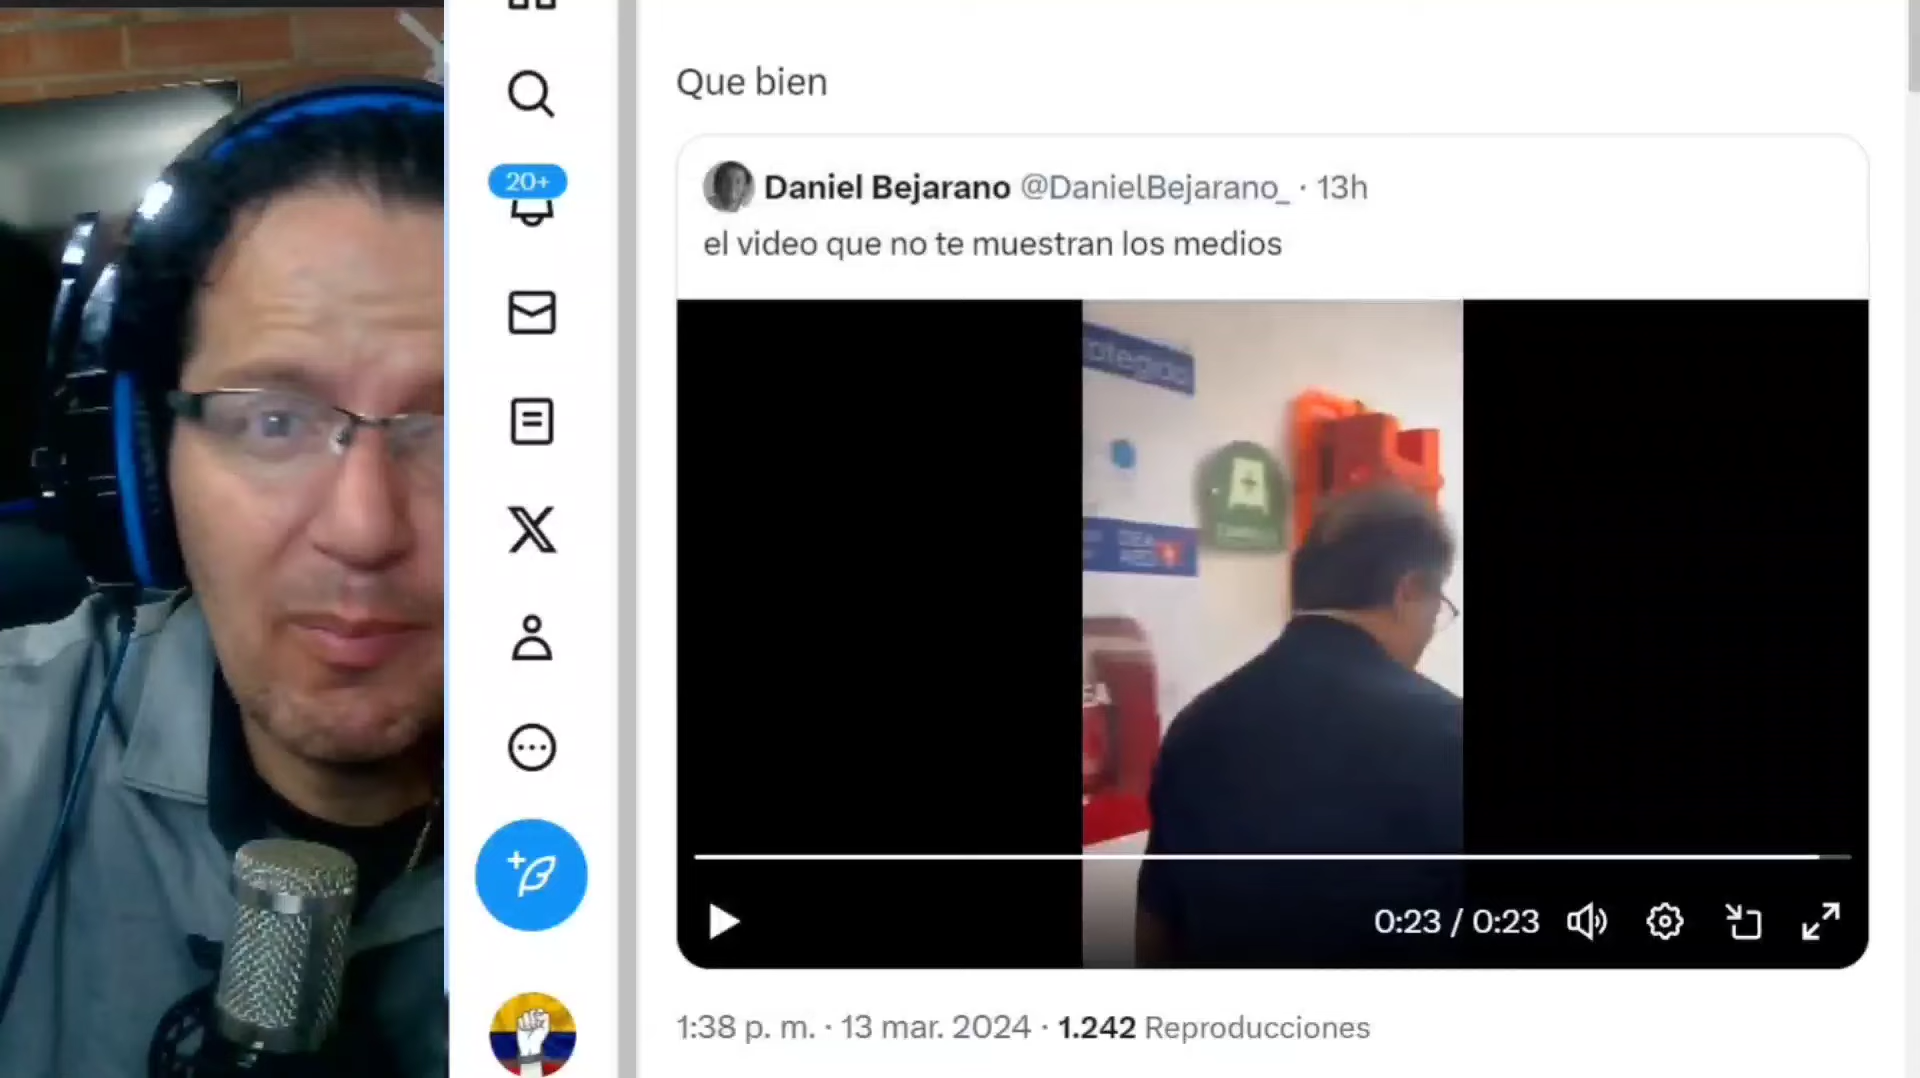 Que bien
20+
Daniel Bejarano @DanielBejarano_ · 13h
el video que no te muestran los medios
0:23 / 0:23
1:38 p. m. · 13 mar. 2024 · 1.242 Reproducciones